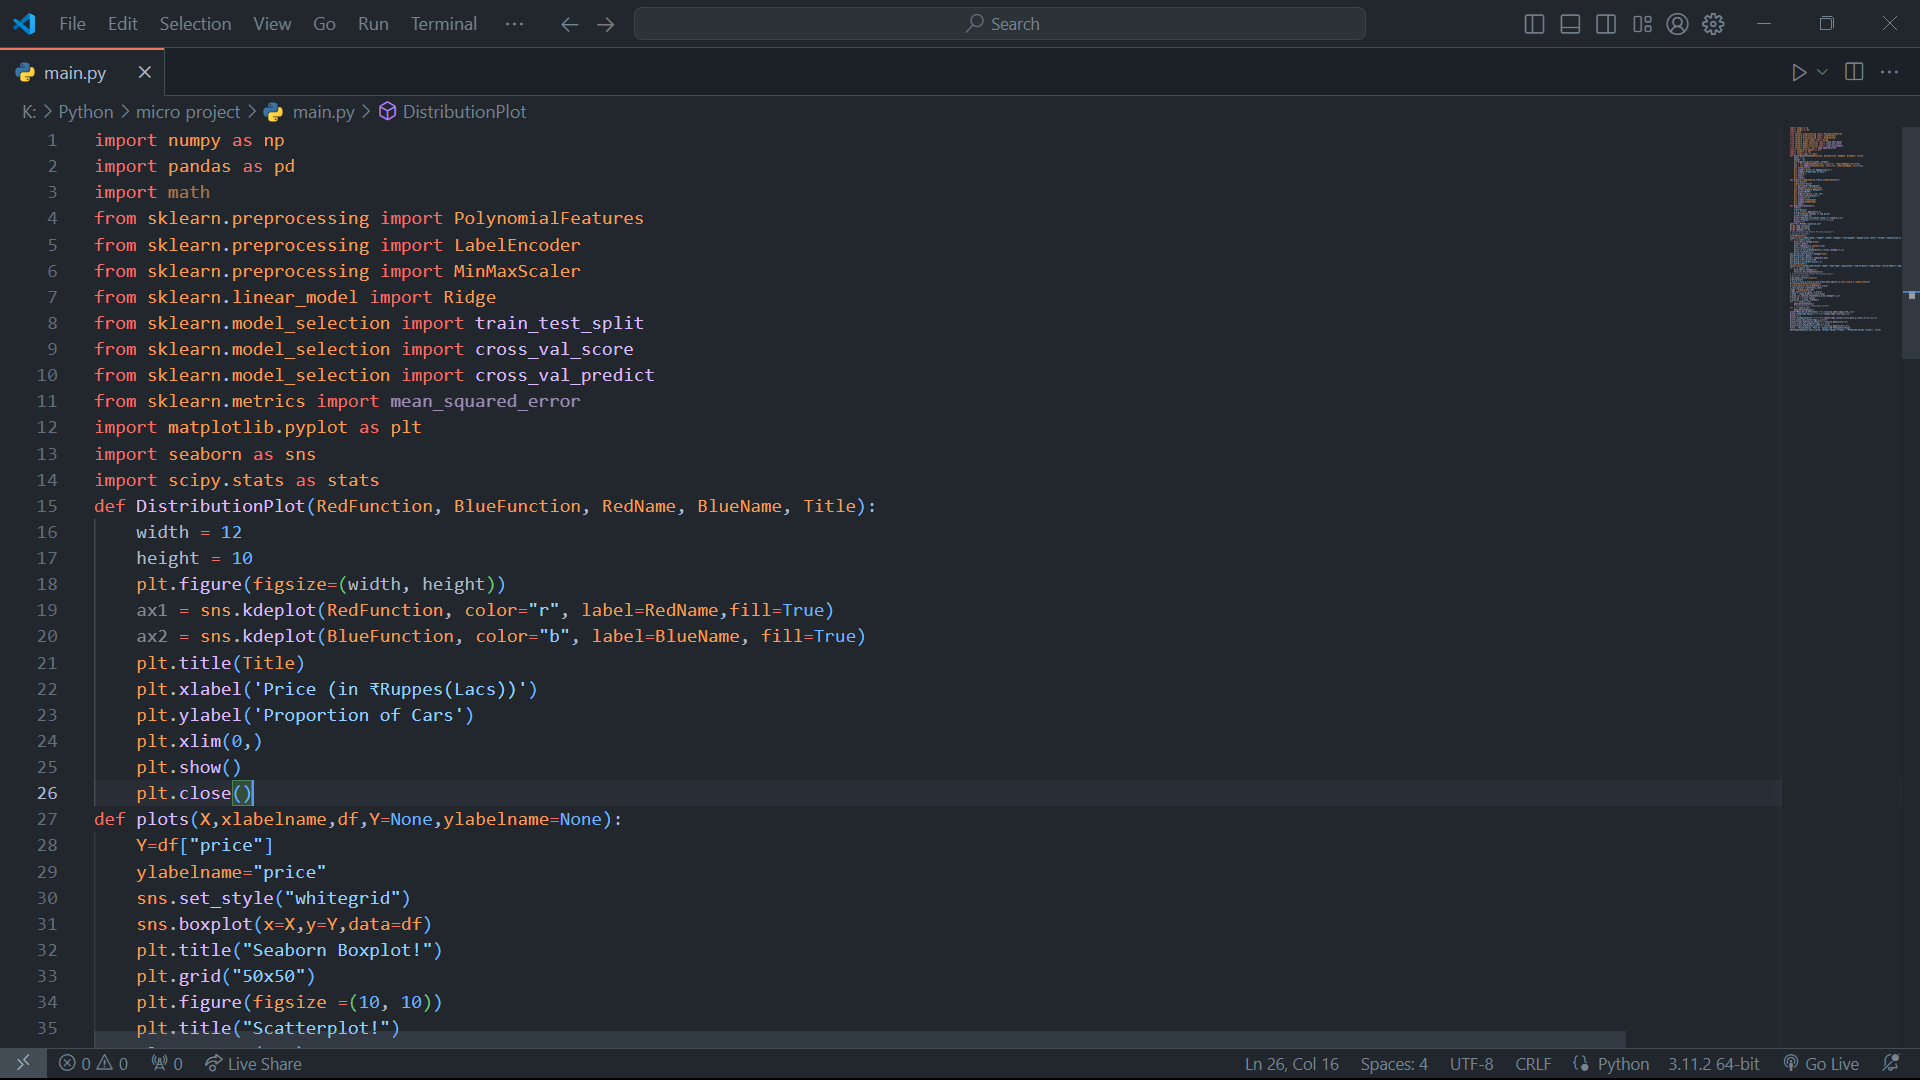 File Edit Selection View Go Run Terminal ··· Search
main.py
K: > Python > micro project > main.py > DistributionPlot
1 import numpy as np
2 import pandas as pd
3 import math
4 from sklearn.preprocessing import PolynomialFeatures
5 from sklearn.preprocessing import LabelEncoder
6 from sklearn.preprocessing import MinMaxScaler
7 from sklearn.linear_model import Ridge
8 from sklearn.model_selection import train_test_split
9 from sklearn.model_selection import cross_val_score
10 from sklearn.model_selection import cross_val_predict
11 from sklearn.metrics import mean_squared_error
12 import matplotlib.pyplot as plt
13 import seaborn as sns
14 import scipy.stats as stats
15 def DistributionPlot(RedFunction, BlueFunction, RedName, BlueName, Title):
16     width = 12
17     height = 10
18     plt.figure(figsize=(width, height))
19     ax1 = sns.kdeplot(RedFunction, color="r", label=RedName,fill=True)
20     ax2 = sns.kdeplot(BlueFunction, color="b", label=BlueName, fill=True)
21     plt.title(Title)
22     plt.xlabel('Price (in ₹Ruppes(Lacs))')
23     plt.ylabel('Proportion of Cars')
24     plt.xlim(0,)
25     plt.show()
26     plt.close()
27 def plots(X,xlabelname,df,Y=None,ylabelname=None):
28     Y=df["price"]
29     ylabelname="price"
30     sns.set_style("whitegrid")
31     sns.boxplot(x=X,y=Y,data=df)
32     plt.title("Seaborn Boxplot!")
33     plt.grid("50x50")
34     plt.figure(figsize =(10, 10))
35     plt.title("Scatterplot!")
0 0 0 Live Share Ln 26, Col 16 Spaces: 4 UTF-8 CRLF Python 3.11.2 64-bit Go Live